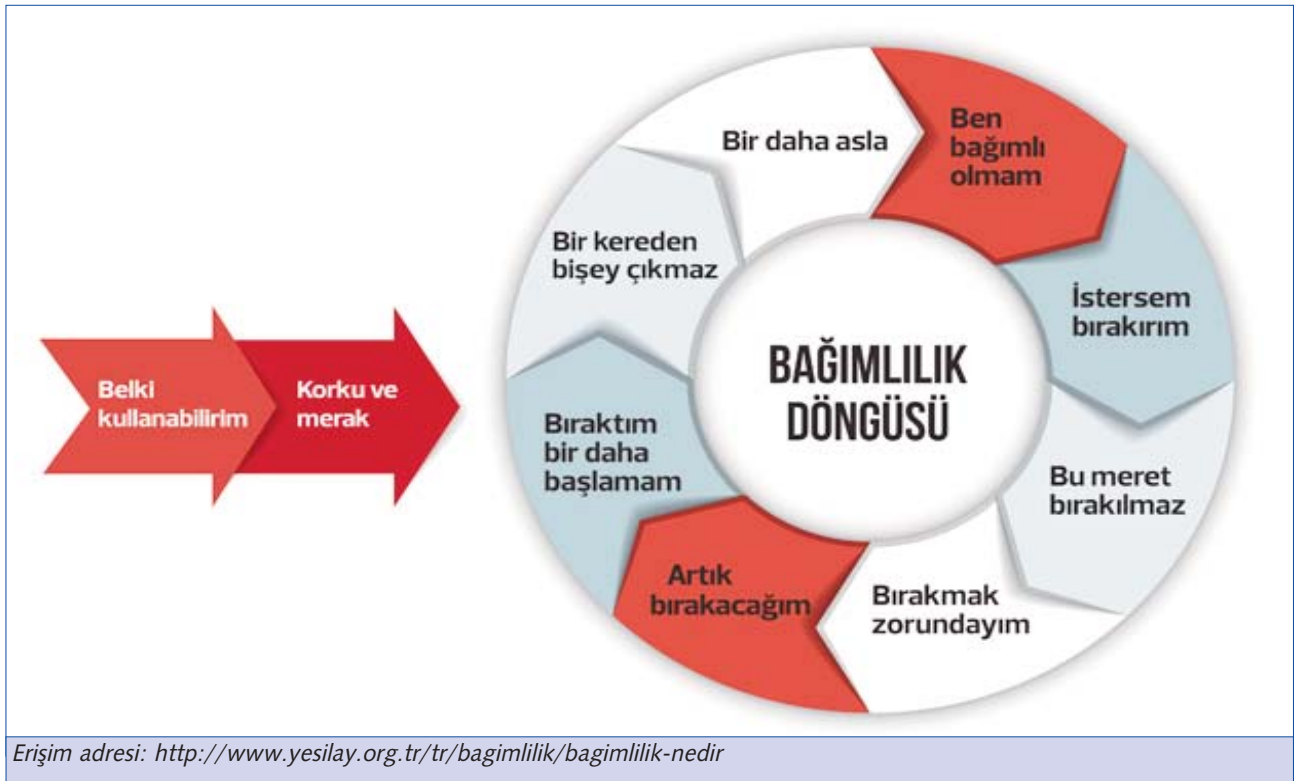 Belki
kullanabilirim
Korku ve
merak
BAĞIMLILIK
DÖNGÜSÜ
Ben
bağımlı
olmam
İstersem
bırakırım
Bu meret
bırakılmaz
Bırakmak
zorundayım
Artık
bırakacağım
Bıraktım
bir daha
başlamam
Bir kereden
bişey çıkmaz
Bir daha asla
Erişim adresi: http://www.yesilay.org.tr/tr/bagimlilik/bagimlilik-nedir